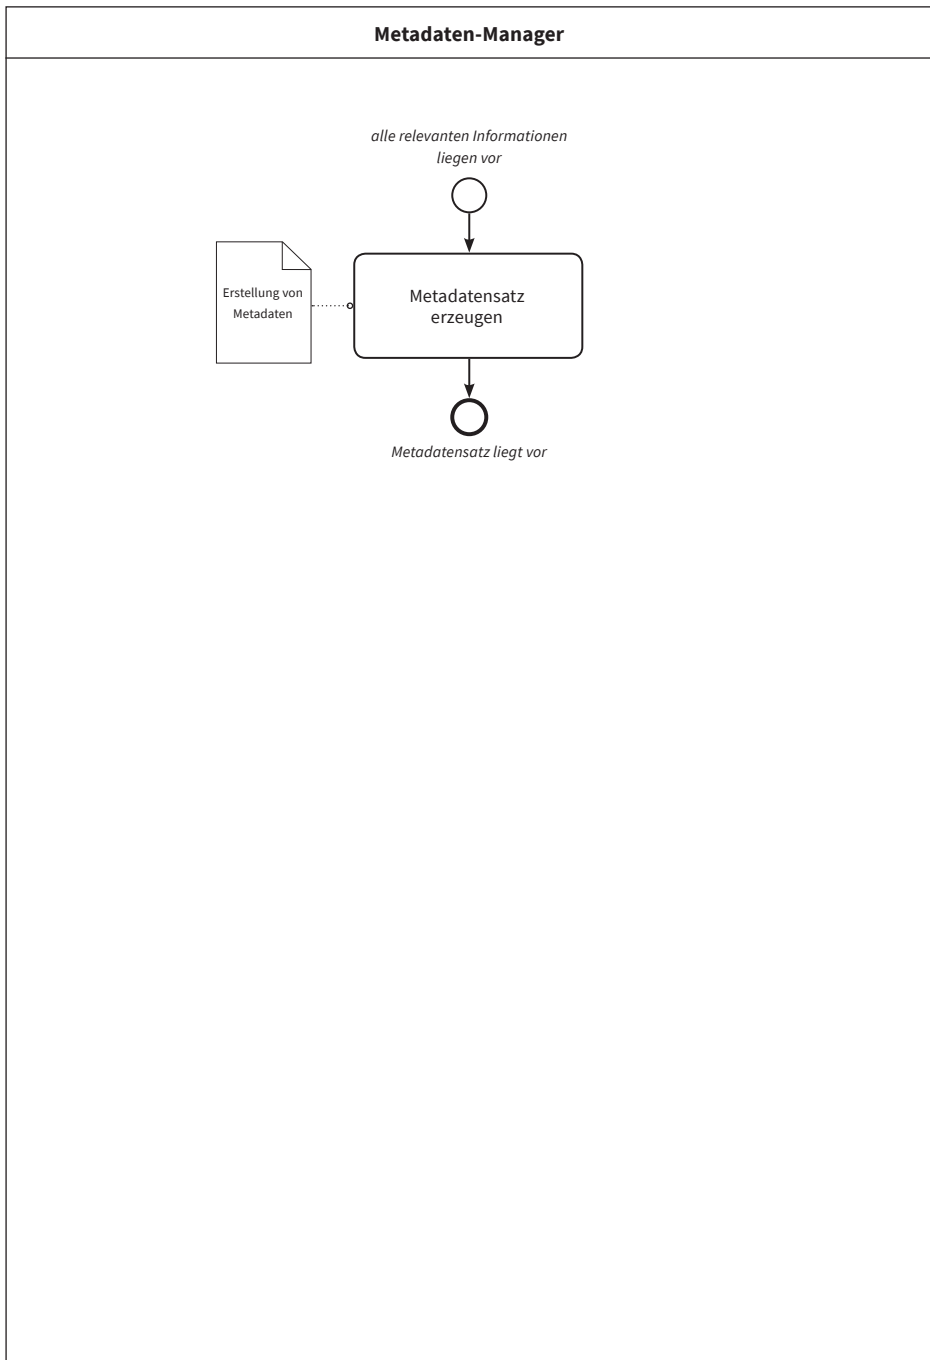 Metadaten-Manager
alle relevanten Informationen
liegen vor
Erstellung von
Metadaten
Metadatensatz
erzeugen
Metadatensatz liegt vor